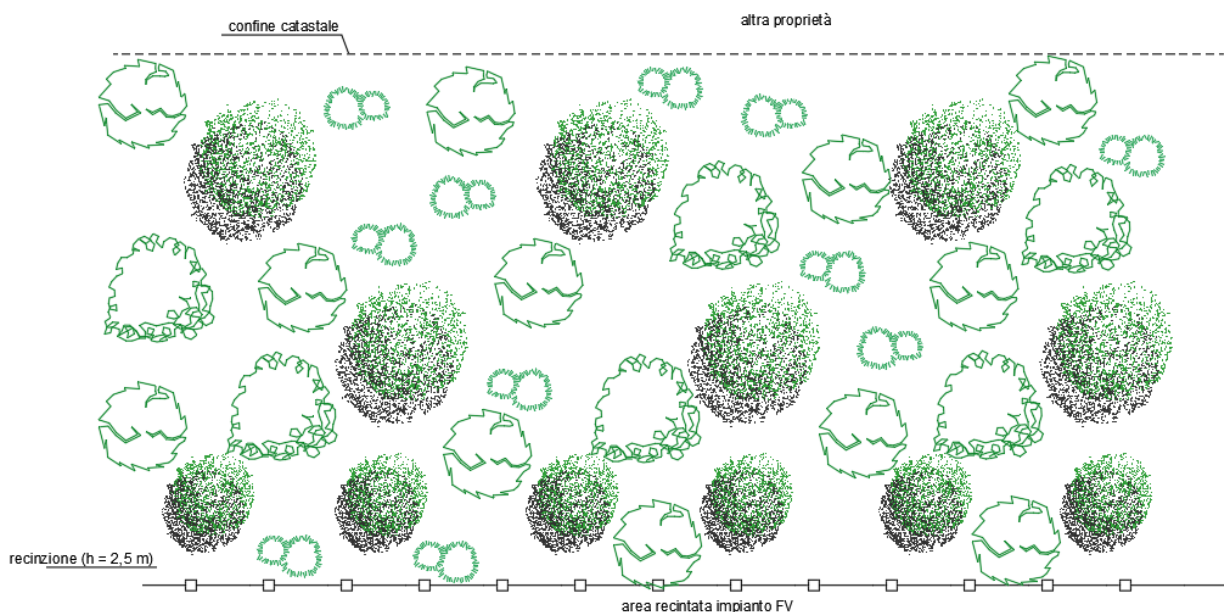 confine catastale
altra proprietà
recinzione (h = 2,5 m)
area recintata impianto FV